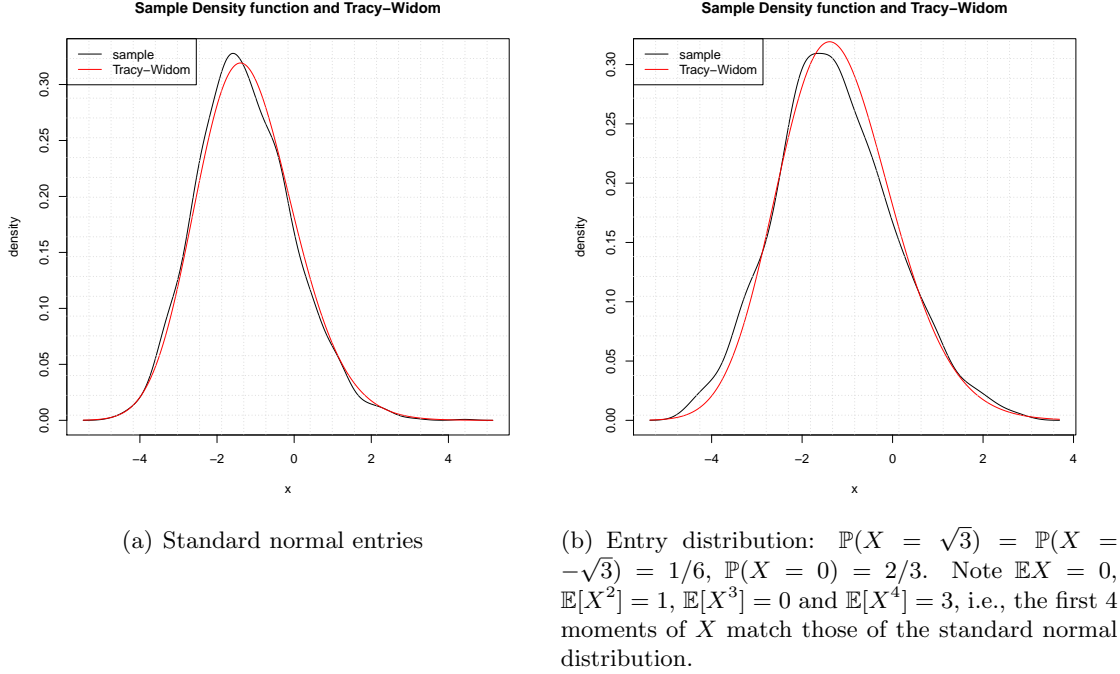 Sample Density function and Tracy−Widom
sample
Tracy−Widom
density
0.30
0.25
0.20
0.15
0.10
0.05
0.00
−4 −2 0 2 4
x
(a) Standard normal entries
Sample Density function and Tracy−Widom
sample
Tracy−Widom
density
0.30
0.25
0.20
0.15
0.10
0.05
0.00
−4 −2 0 2 4
x
(b) Entry distribution: ℙ(X = √3) = ℙ(X =
−√3) = 1/6, ℙ(X = 0) = 2/3. Note 𝔼X = 0,
𝔼[X²] = 1, 𝔼[X³] = 0 and 𝔼[X⁴] = 3, i.e., the first 4
moments of X match those of the standard normal
distribution.